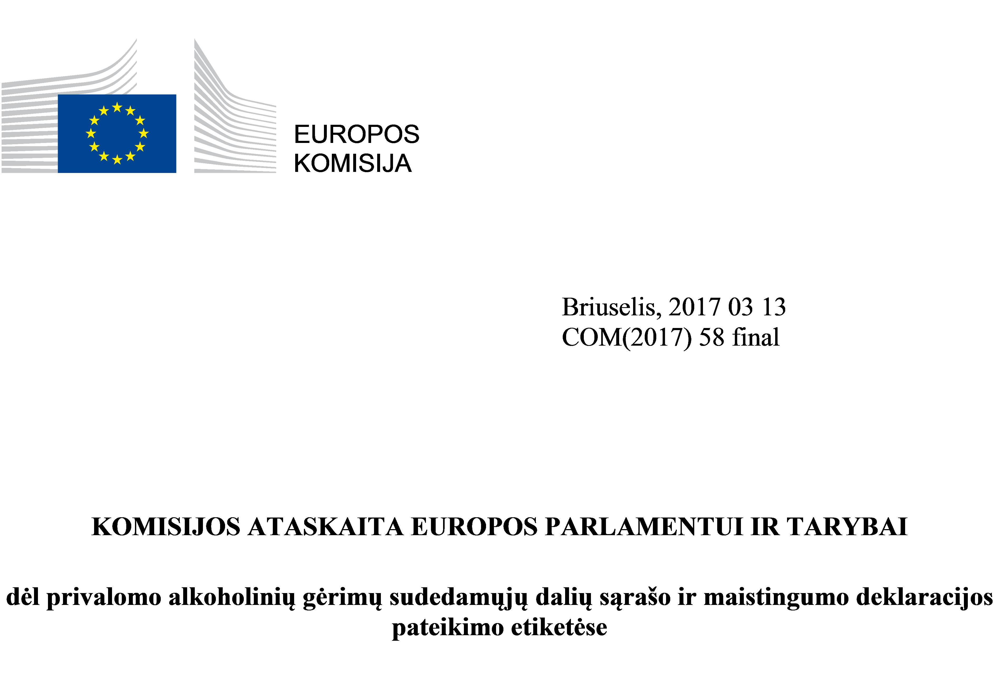 EUROPOS
KOMISIJA
Briuselis, 2017 03 13
COM(2017) 58 final
KOMISIJOS ATASKAITA EUROPOS PARLAMENTUI IR TARYBAI
dėl privalomo alkoholinių gėrimų sudedamųjų dalių sąrašo ir maistingumo deklaracijos
pateikimo etiketėse